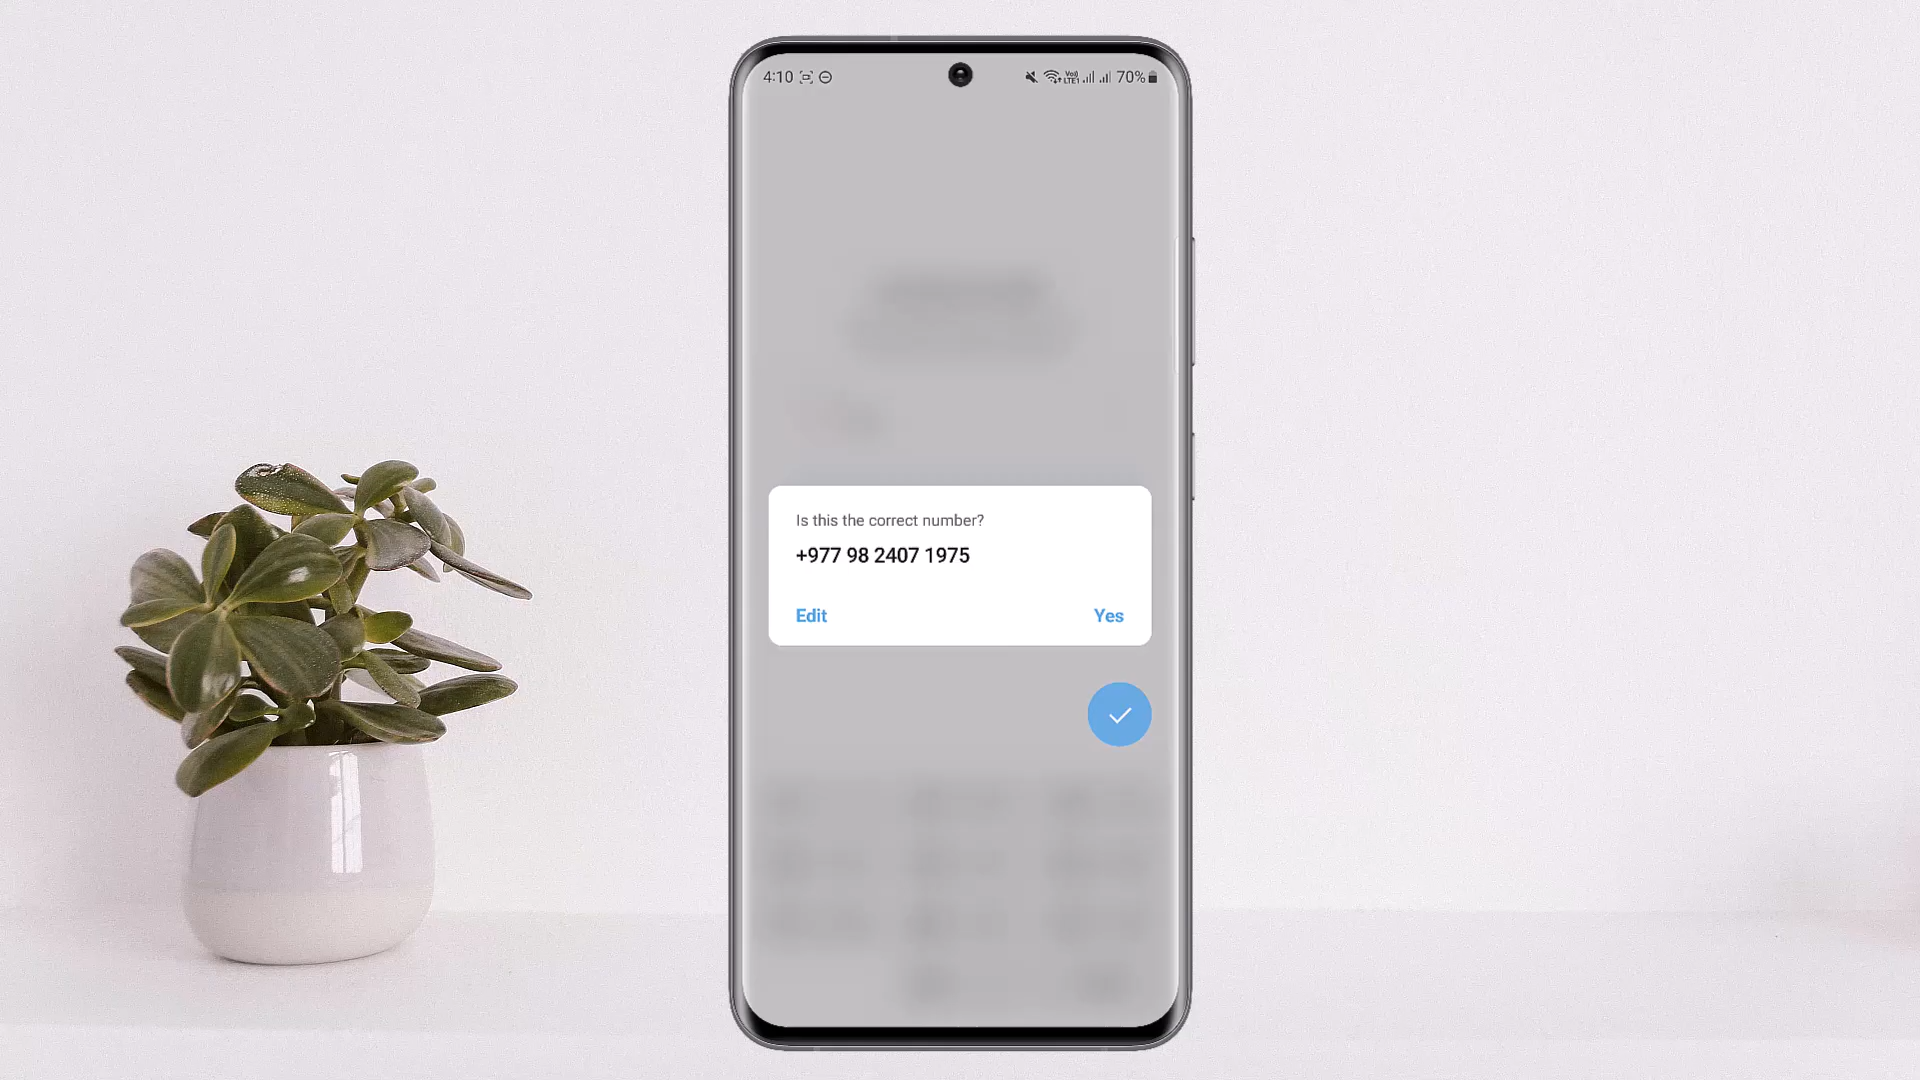 4:10 70%
Is this the correct number?
+977 98 2407 1975
Edit Yes